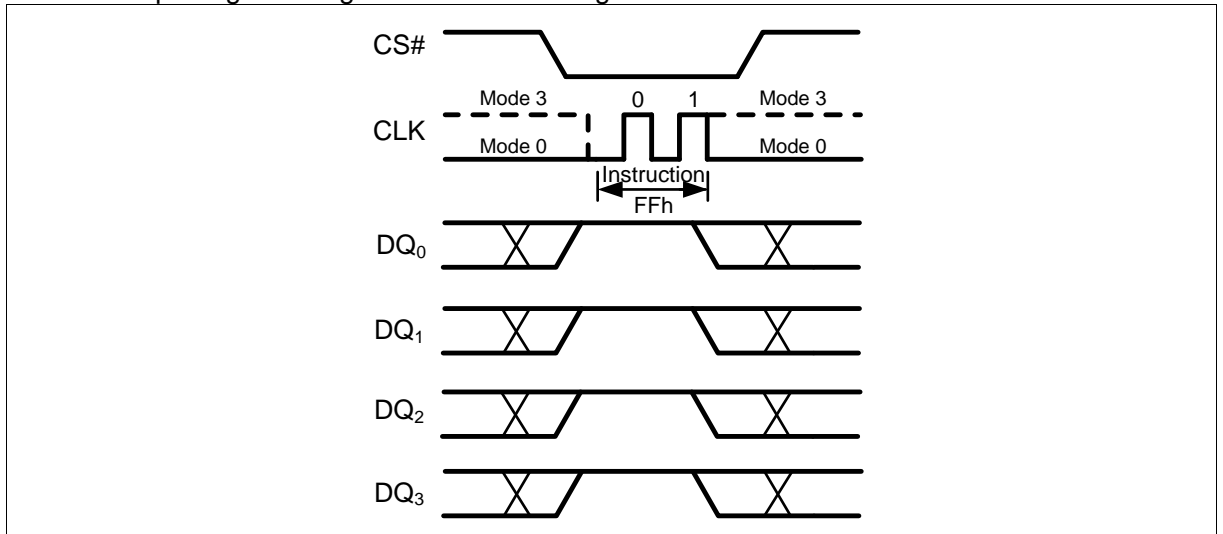 CS#
Mode 3 0 1 Mode 3
CLK
Mode 0 Mode 0
Instruction
FFh
DQ0
DQ1
DQ2
DQ3